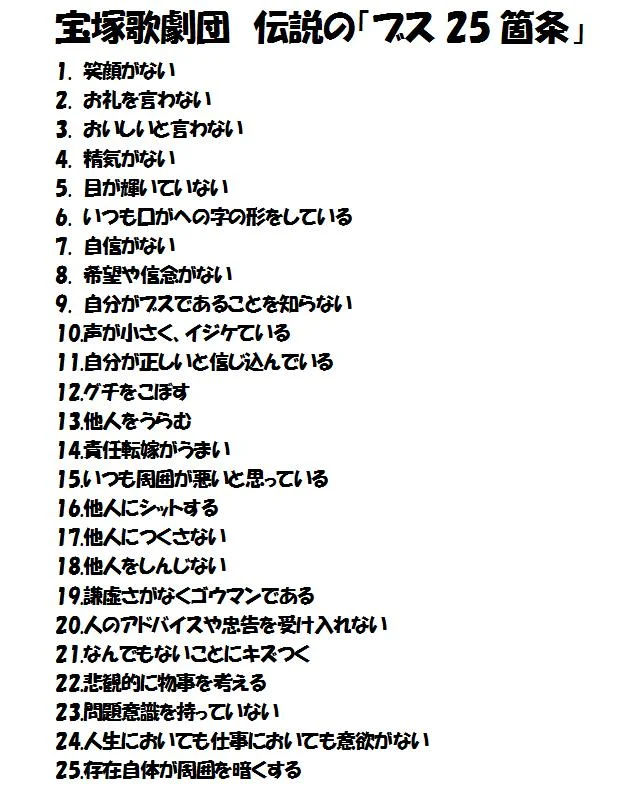 宝塚歌劇団 伝説の「ブス 25 箇条」
1. 笑顔がない
2. お礼を言わない
3. おいしいと言わない
4. 精気がない
5. 目が輝いていない
6. いつも口がへの字の形をしている
7. 自信がない
8. 希望や信念がない
9. 自分がブスであることを知らない
10.声が小さく、イジケている
11.自分が正しいと信じ込んでいる
12.グチをこぼす
13.他人をうらむ
14.責任転嫁がうまい
15.いつも周囲が悪いと思っている
16.他人にシットする
17.他人につくさない
18.他人をしんじない
19.謙虚さがなくゴウマンである
20.人のアドバイスや忠告を受け入れない
21.なんでもないことにキズつく
22.悲観的に物事を考える
23.問題意識を持っていない
24.人生においても仕事においても意欲がない
25.存在自体が周囲を暗くする